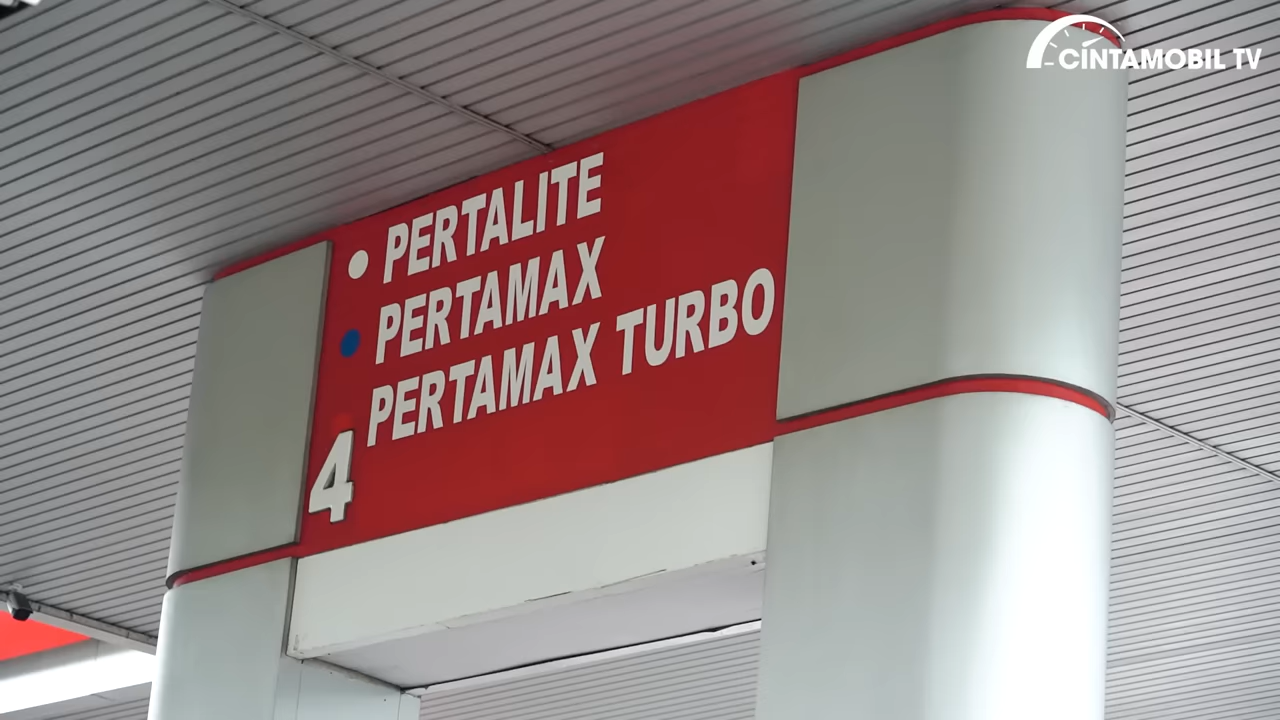 CINTAMOBIL TV
PERTALITE
PERTAMAX
PERTAMAX TURBO
4